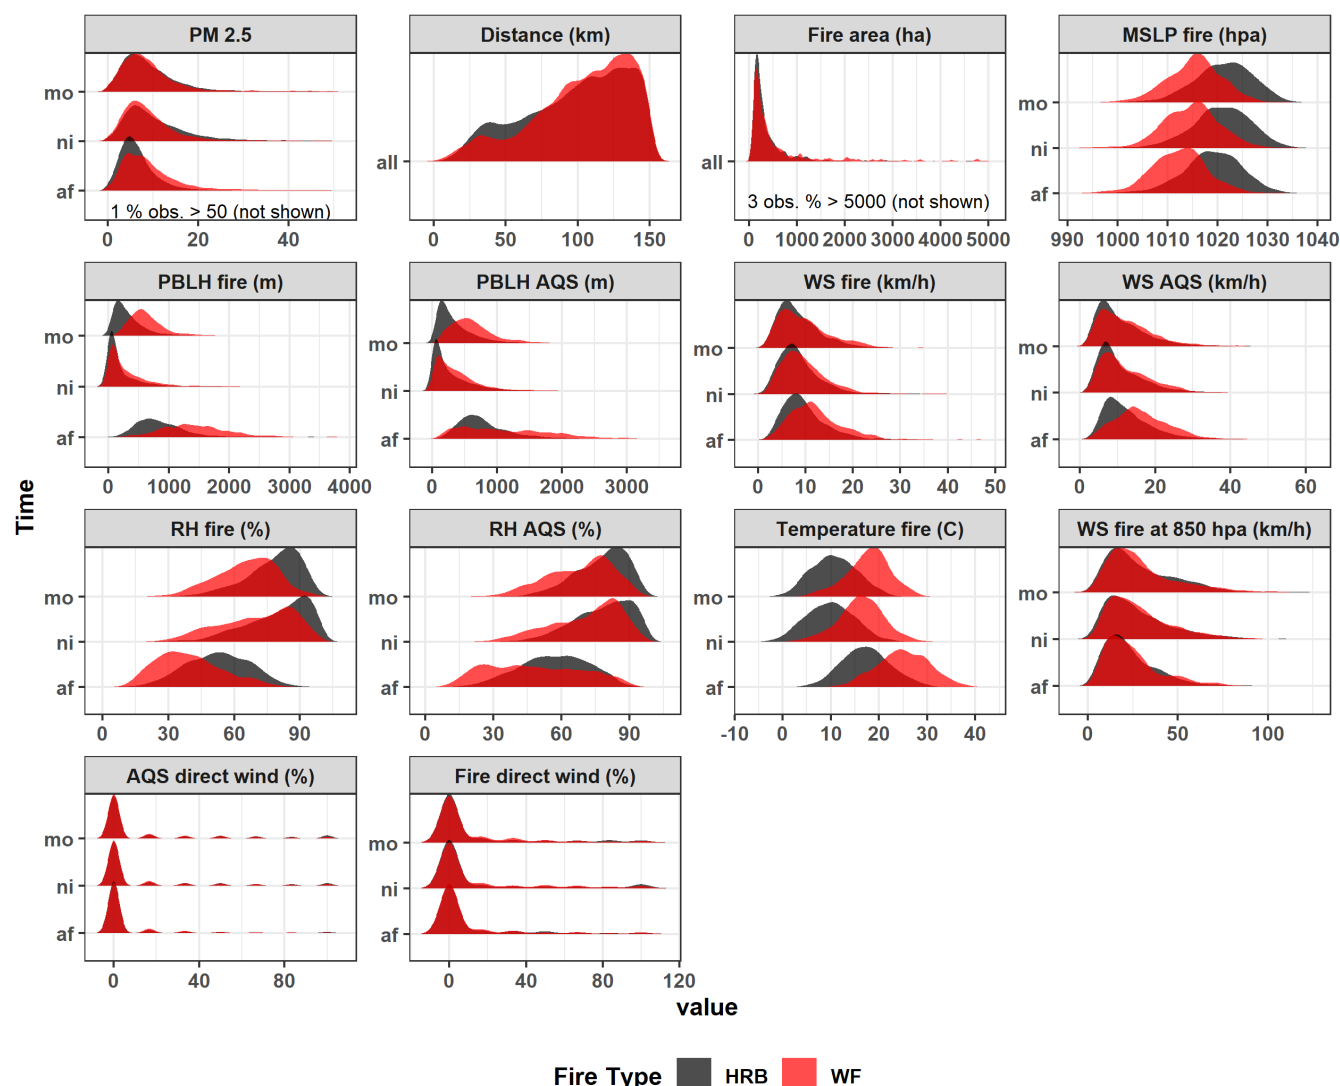 PM 2.5 Distance (km) Fire area (ha) MSLP fire (hpa)
mo mo
ni all all ni
af af
1 % obs. > 50 (not shown) 3 obs. % > 5000 (not shown)
0 20 40 0 50 100 150 0 1000 2000 3000 4000 5000 990 1000 1010 1020 1030 1040
PBLH fire (m) PBLH AQS (m) WS fire (km/h) WS AQS (km/h)
mo mo mo mo
ni ni ni ni
af af af af
0 1000 2000 3000 4000 0 1000 2000 3000 0 10 20 30 40 50 0 20 40 60
Time
RH fire (%) RH AQS (%) Temperature fire (C) WS fire at 850 hpa (km/h)
mo mo mo mo
ni ni ni ni
af af af af
0 30 60 90 0 30 60 90 -10 0 10 20 30 40 0 50 100
AQS direct wind (%) Fire direct wind (%)
mo mo
ni ni
af af
0 40 80 0 40 80 120
value
Fire Type HRB WF